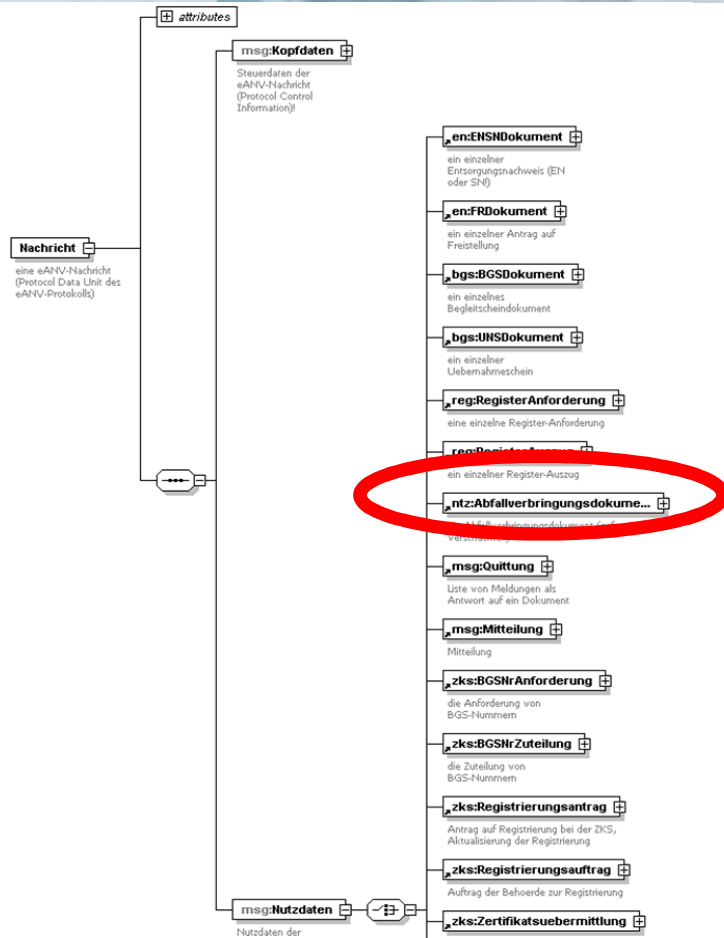 attributes
msg:Kopfdaten
Steuerdaten der
eANV-Nachricht
(Protocol Control
Information)!
Nachricht
eine eANV-Nachricht
(Protocol Data Unit des
eANV-Protokolls)
en:ENSNDokument
ein einzelner
Entsorgungsnachweis (EN
oder SN!)
en:FRDokument
ein einzelner Antrag auf
Freistellung
bgs:BGSDokument
ein einzelnes
Begleitscheindokument
bgs:UNSDokument
ein einzelner
Uebernahmeschein
reg:RegisterAnforderung
eine einzelne Register-Anforderung
reg:RegisterAuszug
ein einzelner Register-Auszug
ntz:Abfallverbringungsdokume...
Abfallverbringungsdokument
msg:Quittung
Liste von Meldungen als
Antwort auf ein Dokument
msg:Mitteilung
Mitteilung
zks:BGSNrAnforderung
die Anforderung von
BGS-Nummern
zks:BGSNrZuteilung
die Zuteilung von
BGS-Nummern
zks:Registrierungsantrag
Antrag auf Registrierung bei der ZKS,
Aktualisierung der Registrierung
zks:Registrierungsauftrag
Auftrag der Behoerde zur Registrierung
msg:Nutzdaten
Nutzdaten der
zks:Zertifikatsuebermittlung